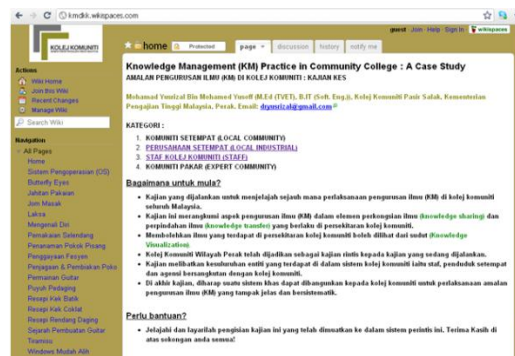 kmdkk.wikispaces.com
guest · Join · Help · Sign In · wikispaces
KOLEJ KOMUNITI
home Protected page discussion history notify me
Actions
Wiki Home
Join this Wiki
Recent Changes
Manage Wiki
Search Wiki
Navigation
All Pages
Home
Sistem Pengoperasian (OS)
Butterfly Eyes
Jahitan Pakaian
Jom Masak
Laksa
Mengenali Diri
Pemakaian Selendang
Penanaman Pokok Pisang
Penggayaan Fesyen
Penjagaan & Pembiakan Poko
Permainan Guitar
Puyuh Pedaging
Resepi Kek Batik
Resepi Kek Coklat
Resepi Rendang Daging
Sejarah Pembuatan Guitar
Tiramisu
Windows Mudah Alih
Knowledge Management (KM) Practice in Community College : A Case Study
AMALAN PENGURUSAN ILMU (KM) DI KOLEJ KOMUNITI : KAJIAN KES
Mohamad Yusrizal Bin Mohamed Yusoff (M.Ed (TVET), B.IT (Soft. Eng.)), Kolej Komuniti Pasir Salak, Kementerian
Pengajian Tinggi Malaysia, Perak. Email: dryusrizal@gmail.com
KATEGORI :
1. KOMUNITI SETEMPAT (LOCAL COMMUNITY)
2. PERUSAHAAN SETEMPAT (LOCAL INDUSTRIAL)
3. STAF KOLEJ KOMUNITI (STAFF)
4. KOMUNITI PAKAR (EXPERT COMMUNITY)
Bagaimana untuk mula?
• Kajian yang dijalankan untuk menjelajah sejauh mana perlaksanaan pengurusan ilmu (KM) di kolej komuniti
seluruh Malaysia.
• Kajian ini merangkumi aspek pengurusan ilmu (KM) dalam elemen perkongsian ilmu (knowledge sharing) dan
perpindahan ilmu (knowledge transfer) yang berlaku di persekitaran kolej komuniti.
• Membolehkan ilmu yang terdapat di persekitaran kolej komuniti boleh dilihat dari sudut (Knowledge
Visualization).
• Kolej Komuniti Wilayah Perak telah dijadikan sebagai kajian rintis kepada kajian yang sedang dijalankan.
• Kajian melibatkan keseluruhan entiti yang terdapat di dalam sistem kolej komuniti iaitu staf, penduduk setempat
dan agensi bersangkutan dengan kolej komuniti.
• Di akhir kajian, diharap suatu sistem khas dapat dibangunkan kepada kolej komuniti untuk perlaksanaan amalan
pengurusan ilmu (KM) yang tampak jelas dan bersistematik.
Perlu bantuan?
• Jelajahi dan layarilah pengisian kajian ini yang telah dimuatkan ke dalam sistem perintis ini. Terima Kasih di
atas sokongan anda semua!